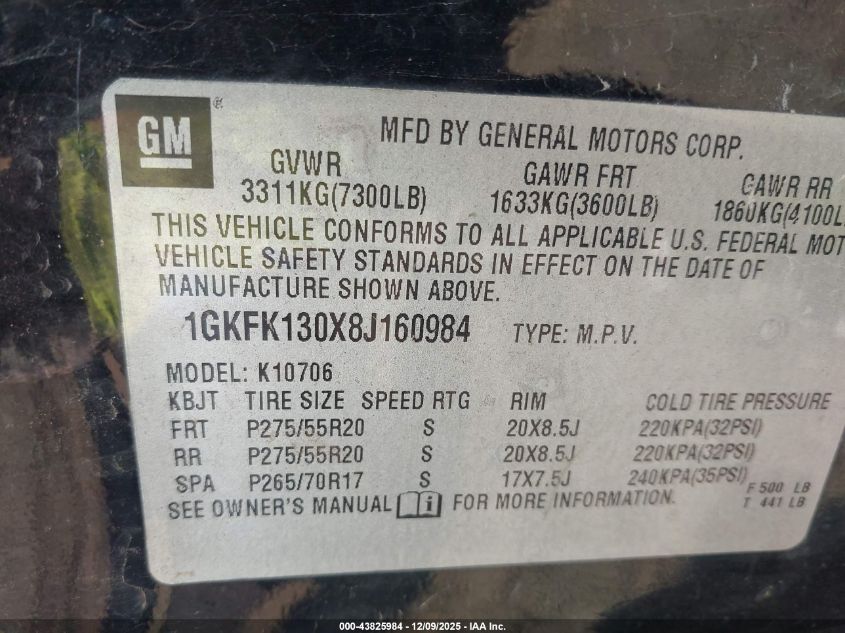 GM ®
MFD BY GENERAL MOTORS CORP.
GVWR GAWR FRT GAWR RR
3311KG(7300LB) 1633KG(3600LB) 1860KG(4100L
THIS VEHICLE CONFORMS TO ALL APPLICABLE U.S. FEDERAL MOT
VEHICLE SAFETY STANDARDS IN EFFECT ON THE DATE OF
MANUFACTURE SHOWN ABOVE.
1GKFK130X8J160984 TYPE: M.P.V.
MODEL: K10706
KBJT TIRE SIZE SPEED RTG RIM COLD TIRE PRESSURE
FRT P275/55R20 S 20X8.5J 220KPA(32PSI)
RR P275/55R20 S 20X8.5J 220KPA(32PSI)
SPA P265/70R17 S 17X7.5J 240KPA(35PSI)
F 500 LB
SEE OWNER'S MANUAL i FOR MORE INFORMATION. T 441 LB
000-43825984 - 12/09/2025 - IAA Inc.